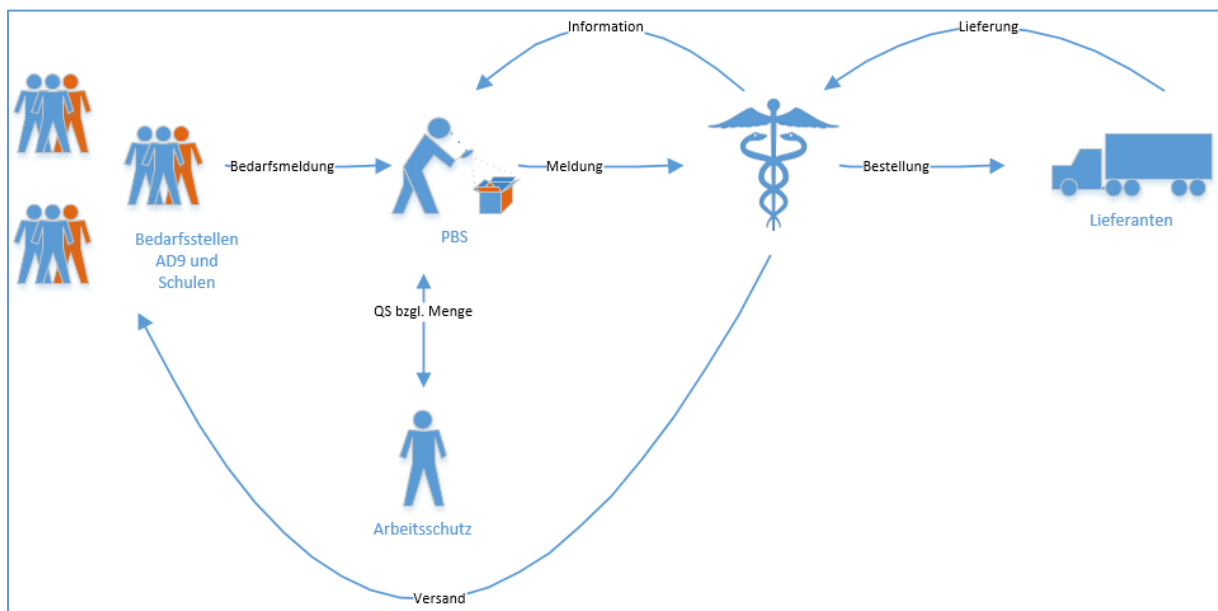 Information
Lieferung
Bedarfsmeldung
Meldung
Bestellung
Bedarfsstellen
AD9 und
Schulen
PBS
Lieferanten
QS bzgl. Menge
Arbeitsschutz
Versand